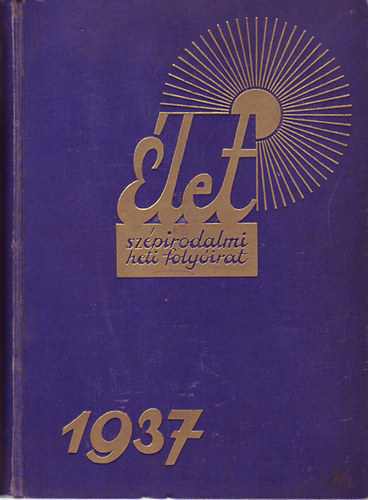 Élet
szépirodalmi
heti folyóirat
1937